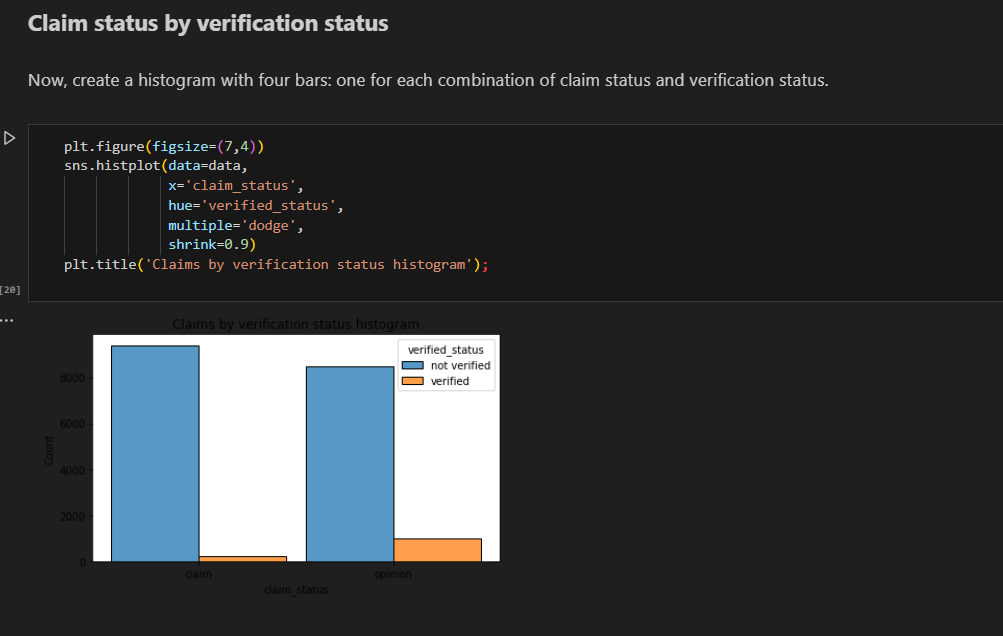 Claim status by verification status
Now, create a histogram with four bars: one for each combination of claim status and verification status.
plt.figure(figsize=(7,4))
sns.histplot(data=data,
x='claim_status',
hue='verified_status',
multiple='dodge',
shrink=0.9)
plt.title('Claims by verification status histogram');
[20]
...
Claims by verification status histogram
verified_status
not verified
verified
8000
6000
4000
2000
0
Count
claim opinion
claim_status